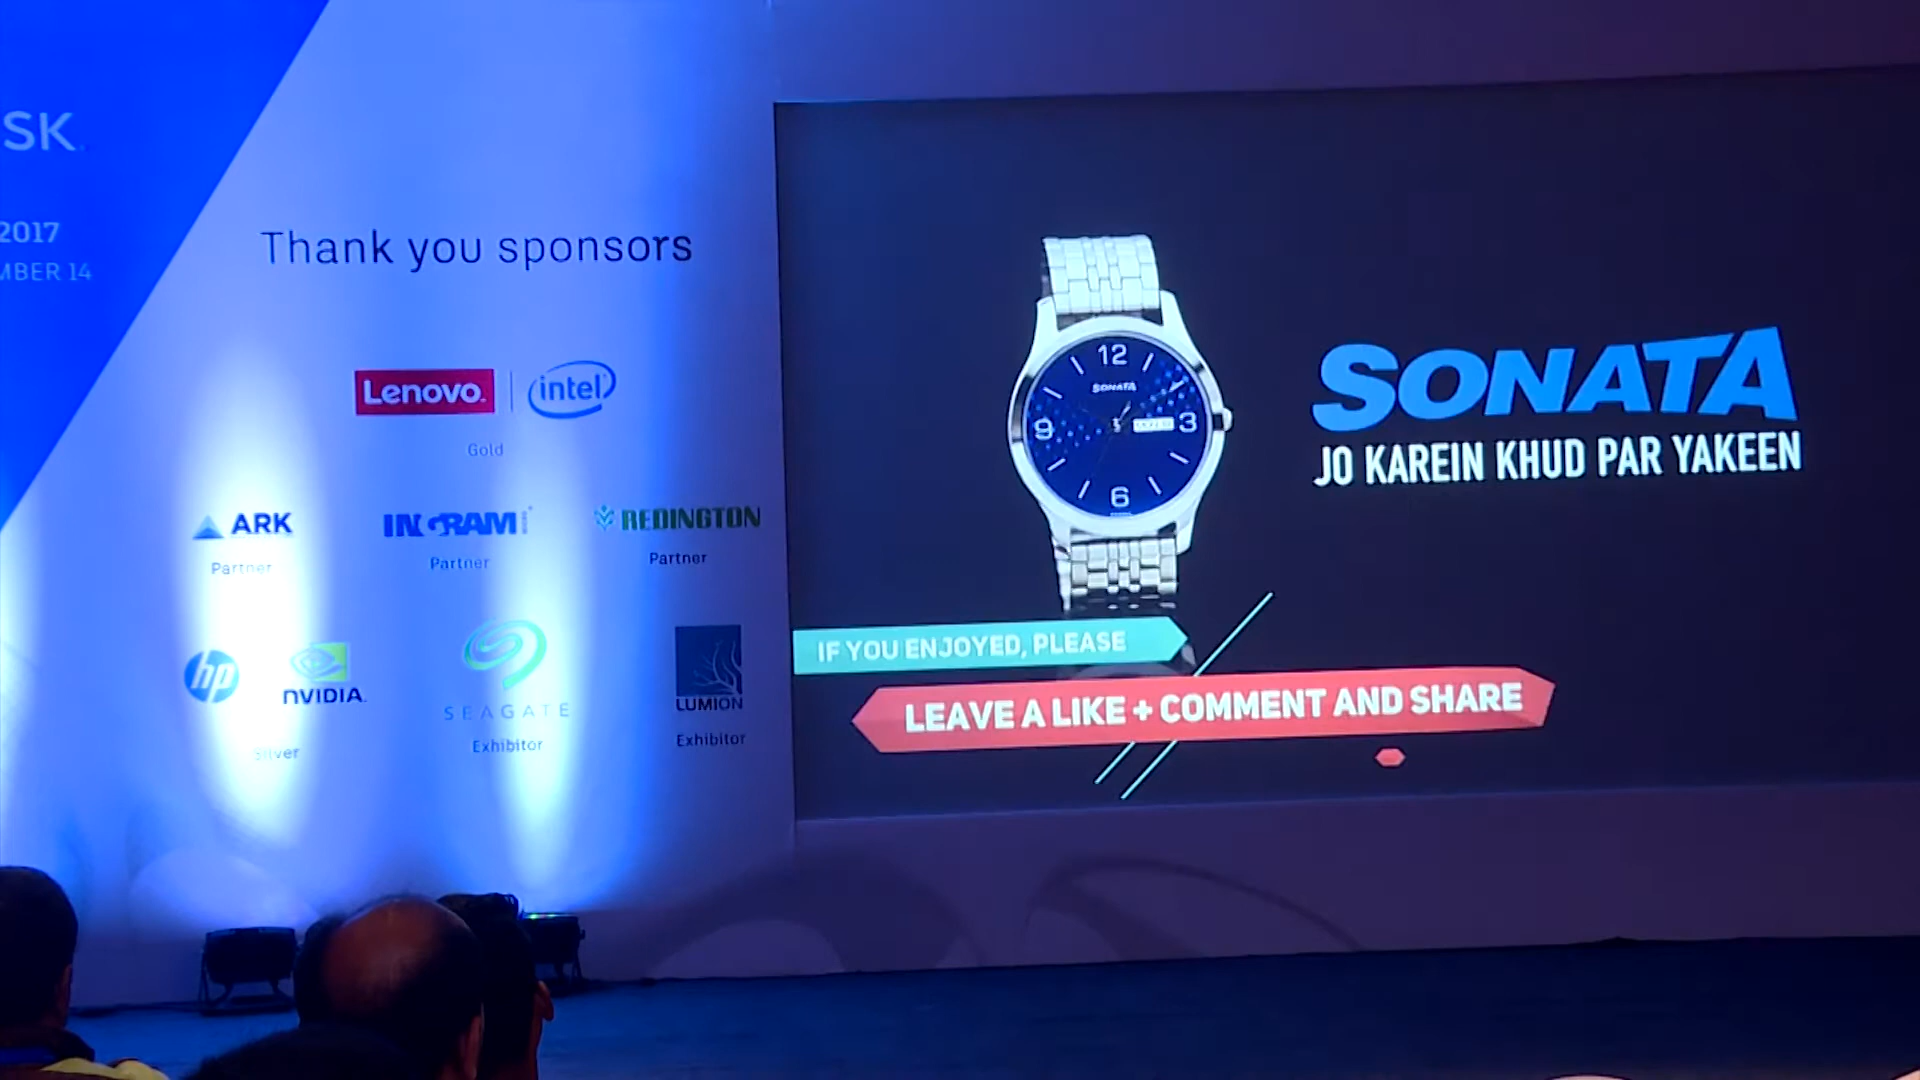 SK.
2017
MBER 14
Thank you sponsors
Lenovo.
intel
Gold
ARK
Partner
INGRAM
Partner
REDINGTON
Partner
hp
nVIDIA.
Silver
SEAGATE
Exhibitor
LUMION
Exhibitor
12
SONATA
9
3
6
SONATA
JO KAREIN KHUD PAR YAKEEN
IF YOU ENJOYED, PLEASE
LEAVE A LIKE + COMMENT AND SHARE